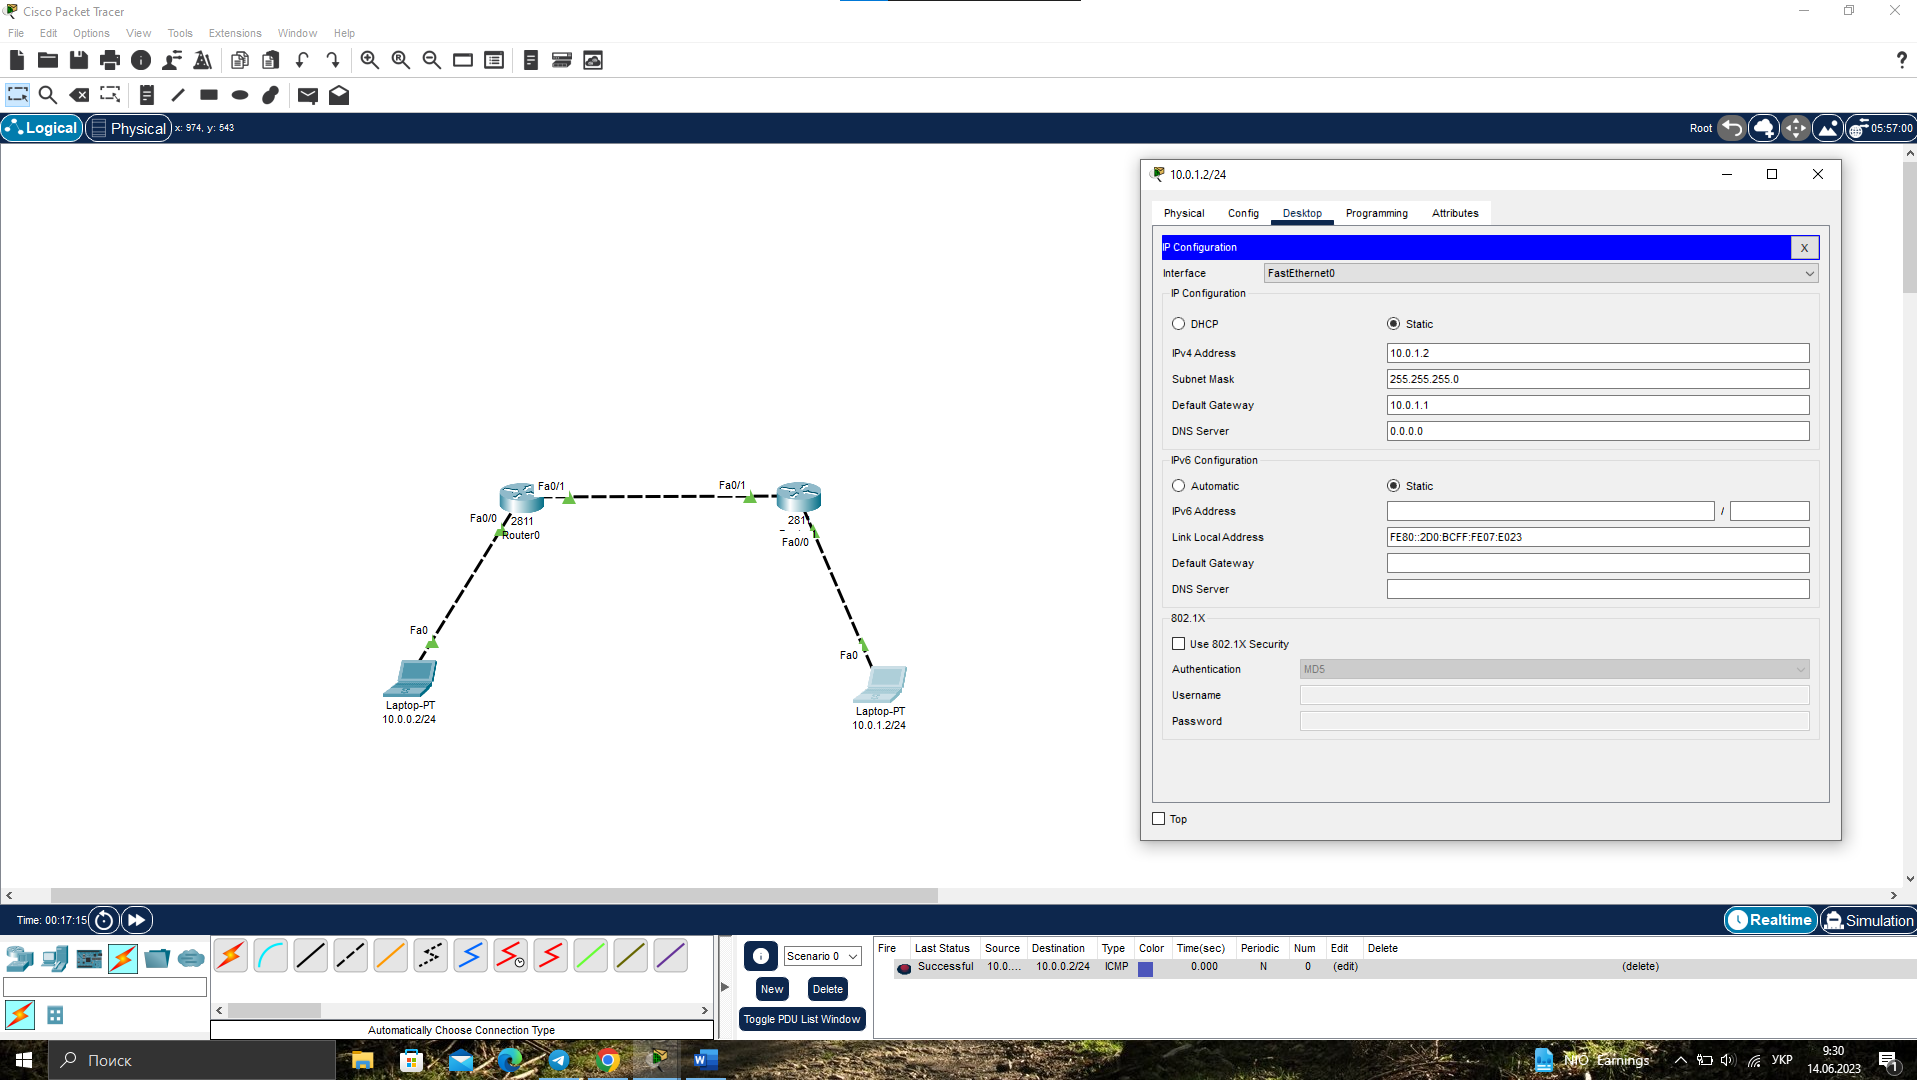 Cisco Packet Tracer
File Edit Options View Tools Extensions Window Help
?
Logical Physical x: 974, y: 543 Root 05:57:00
10.0.1.2/24
Physical Config Desktop Programming Attributes
IP Configuration X
Interface FastEthernet0
IP Configuration
DHCP Static
IPv4 Address 10.0.1.2
Subnet Mask 255.255.255.0
Default Gateway 10.0.1.1
DNS Server 0.0.0.0
IPv6 Configuration
Automatic Static
IPv6 Address /
Link Local Address FE80::2D0:BCFF:FE07:E023
Default Gateway
DNS Server
802.1X
Use 802.1X Security
Authentication MD5
Username
Password
Top
Fa0/1 Fa0/1
Fa0/0 2811 281
Router0 Fa0/0
Fa0 Fa0
Laptop-PT
10.0.0.2/24
Laptop-PT
10.0.1.2/24
Time: 00:17:15 Realtime Simulation
Scenario 0
New Delete
Toggle PDU List Window
Automatically Choose Connection Type
Fire Last Status Source Destination Type Color Time(sec) Periodic Num Edit Delete
Successful 10.0.... 10.0.0.2/24 ICMP 0.000 N 0 (edit) (delete)
Поиск NIO Earnings УКР 9:30
14.06.2023 1